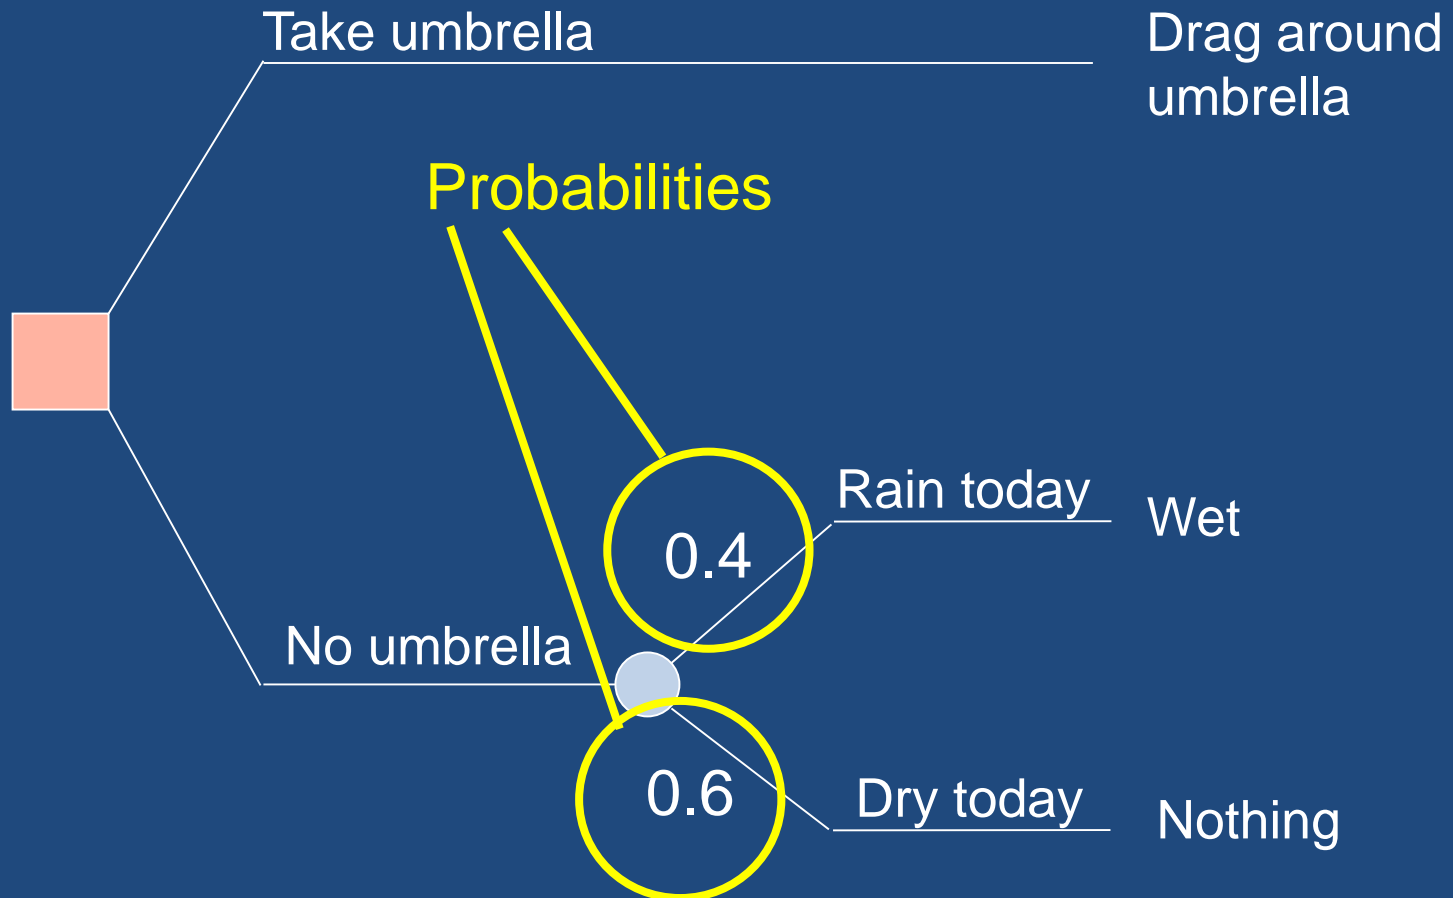 Take umbrella
Drag around
umbrella
Probabilities
Rain today
Wet
0.4
No umbrella
0.6
Dry today
Nothing